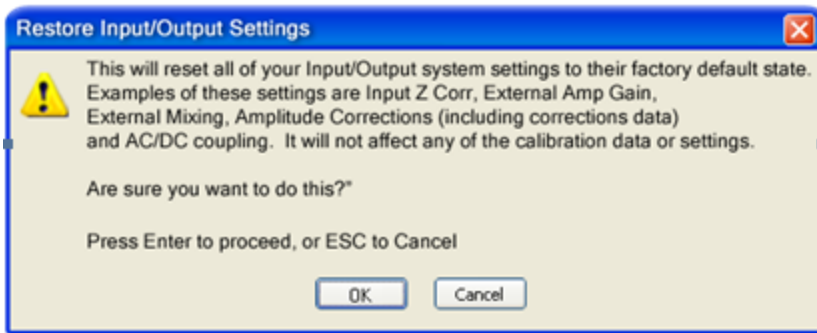 Restore Input/Output Settings
This will reset all of your Input/Output system settings to their factory default state.
Examples of these settings are Input Z Corr, External Amp Gain,
External Mixing, Amplitude Corrections (including corrections data)
and AC/DC coupling. It will not affect any of the calibration data or settings.
Are sure you want to do this?"
Press Enter to proceed, or ESC to Cancel
OK
Cancel